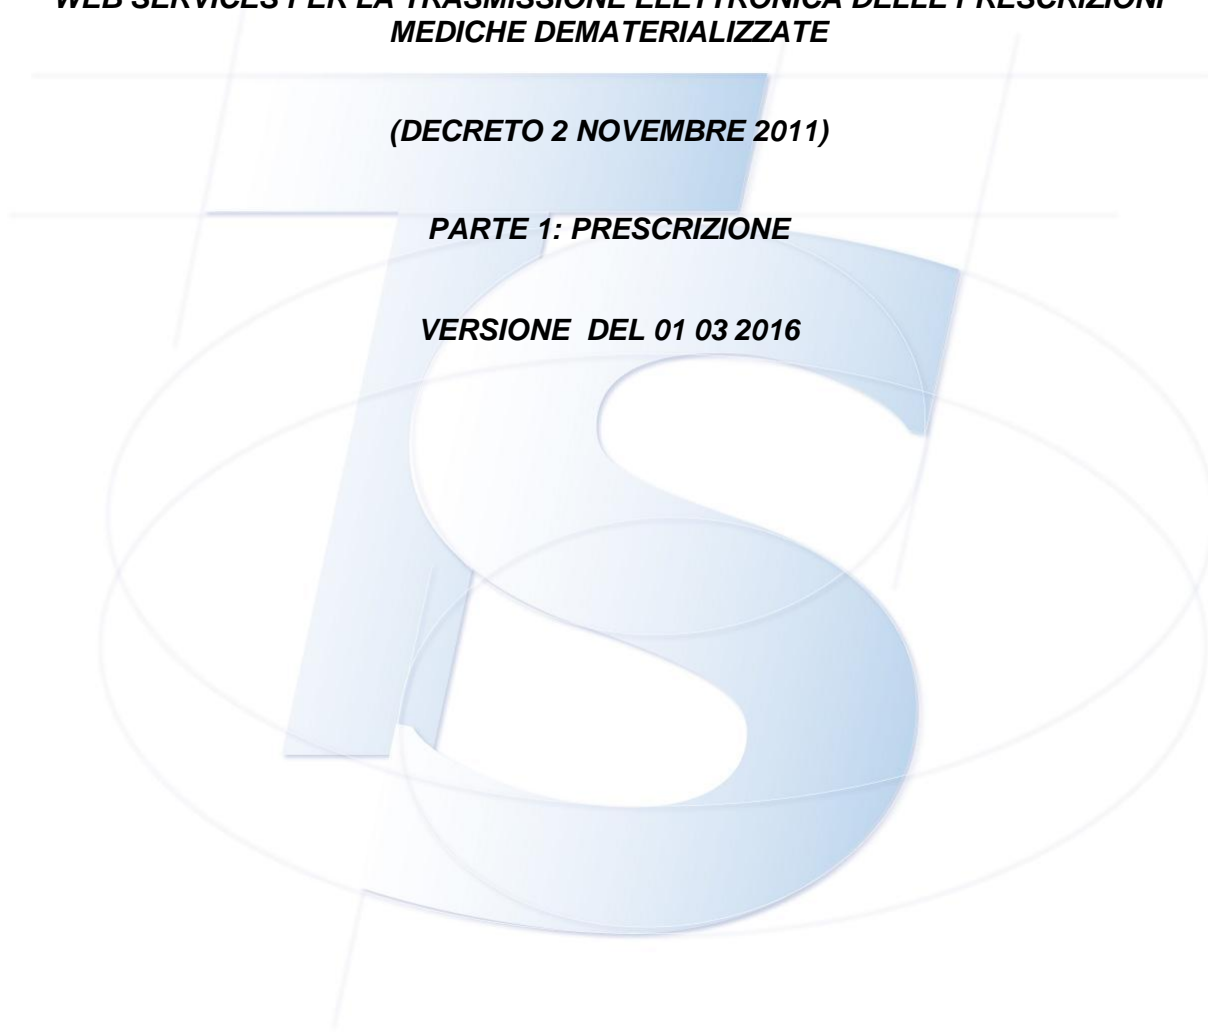 WEB SERVICES PER LA TRASMISSIONE ELETTRONICA DELLE PRESCRIZIONI
MEDICHE DEMATERIALIZZATE
(DECRETO 2 NOVEMBRE 2011)
PARTE 1: PRESCRIZIONE
VERSIONE DEL 01 03 2016
TS